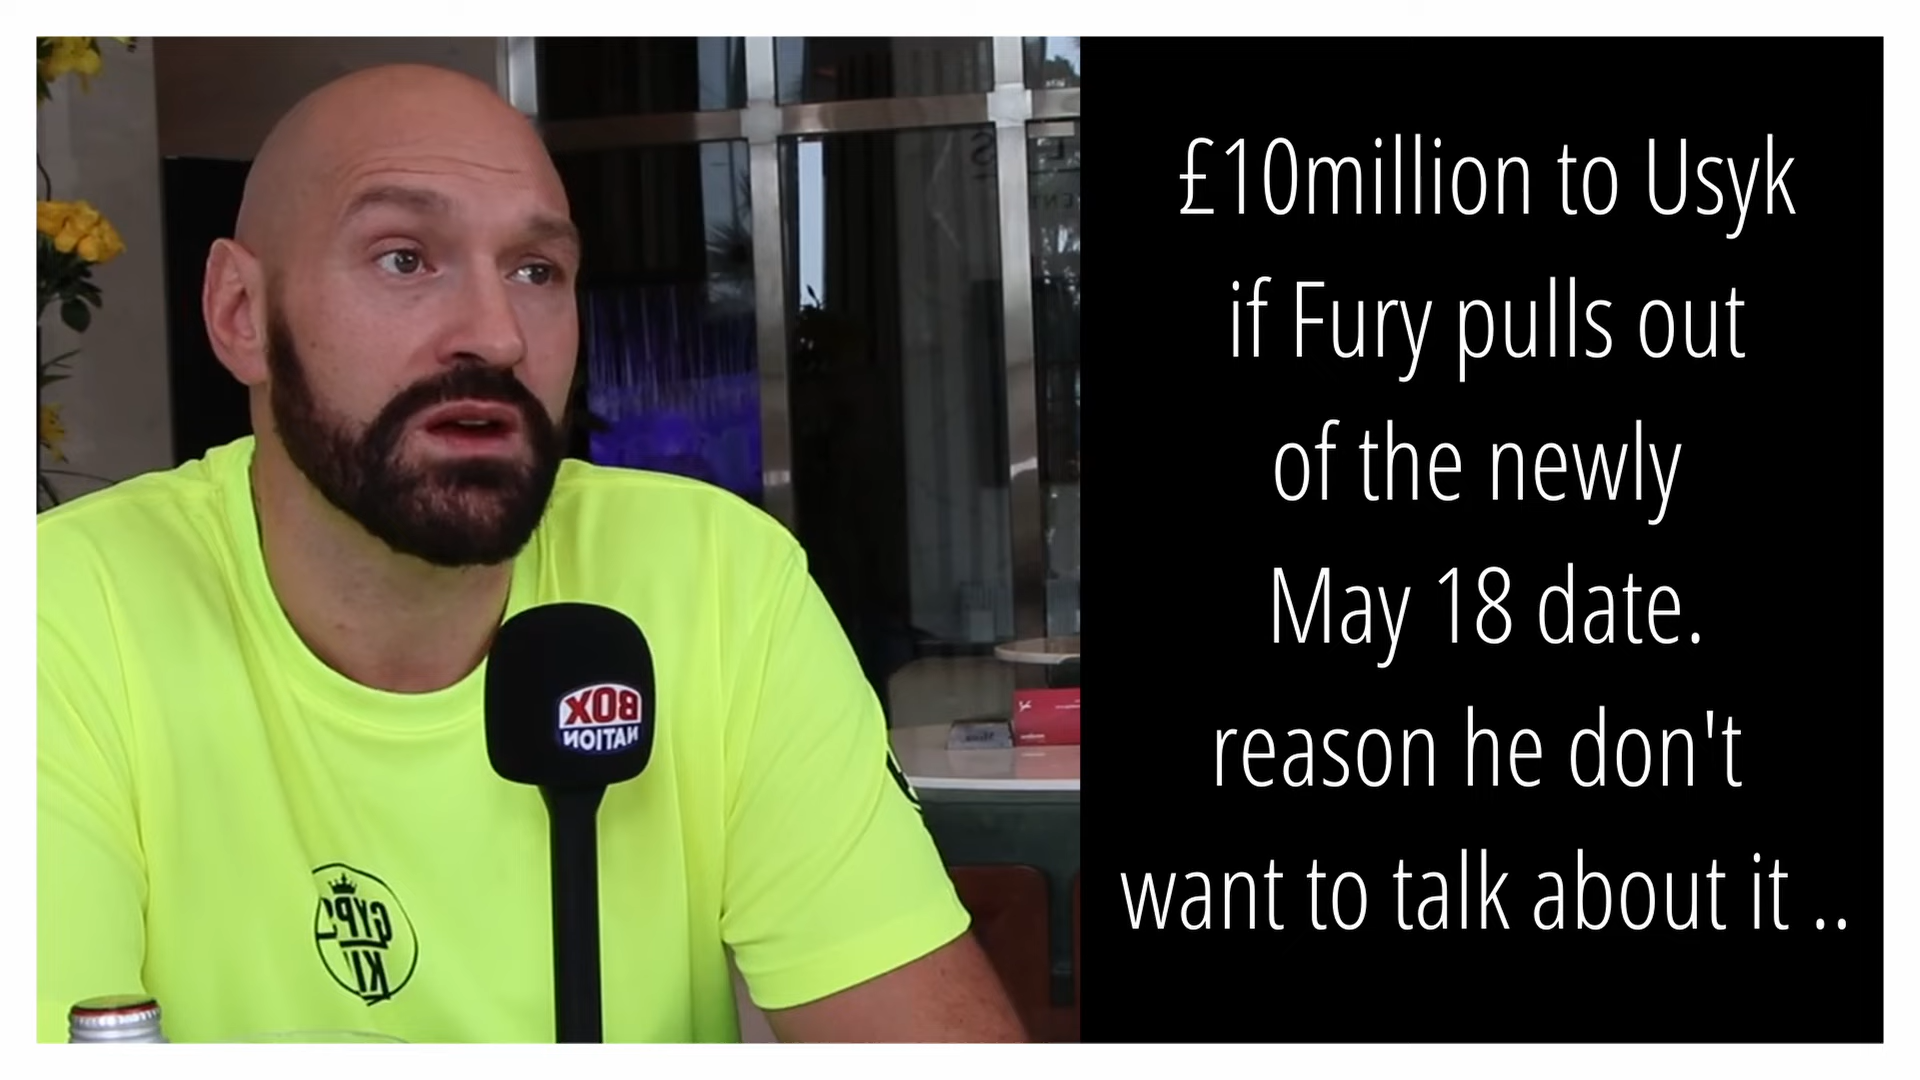 £10million to Usyk
if Fury pulls out
of the newly
May 18 date.
reason he don't
want to talk about it ..
BOX
NATION